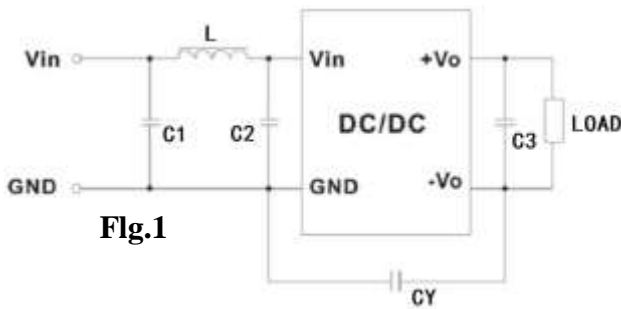 L
Vin
Vin
+Vo
C1
C2
DC/DC
C3
LOAD
GND
GND
-Vo
Flg.1
CY